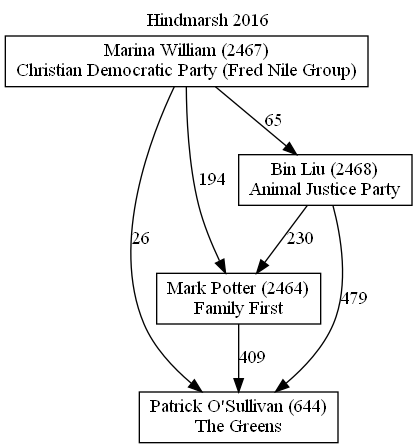 Hindmarsh 2016
Marina William (2467)
Christian Democratic Party (Fred Nile Group)
65
Bin Liu (2468)
Animal Justice Party
194
26
230
Mark Potter (2464)
Family First
479
409
Patrick O'Sullivan (644)
The Greens